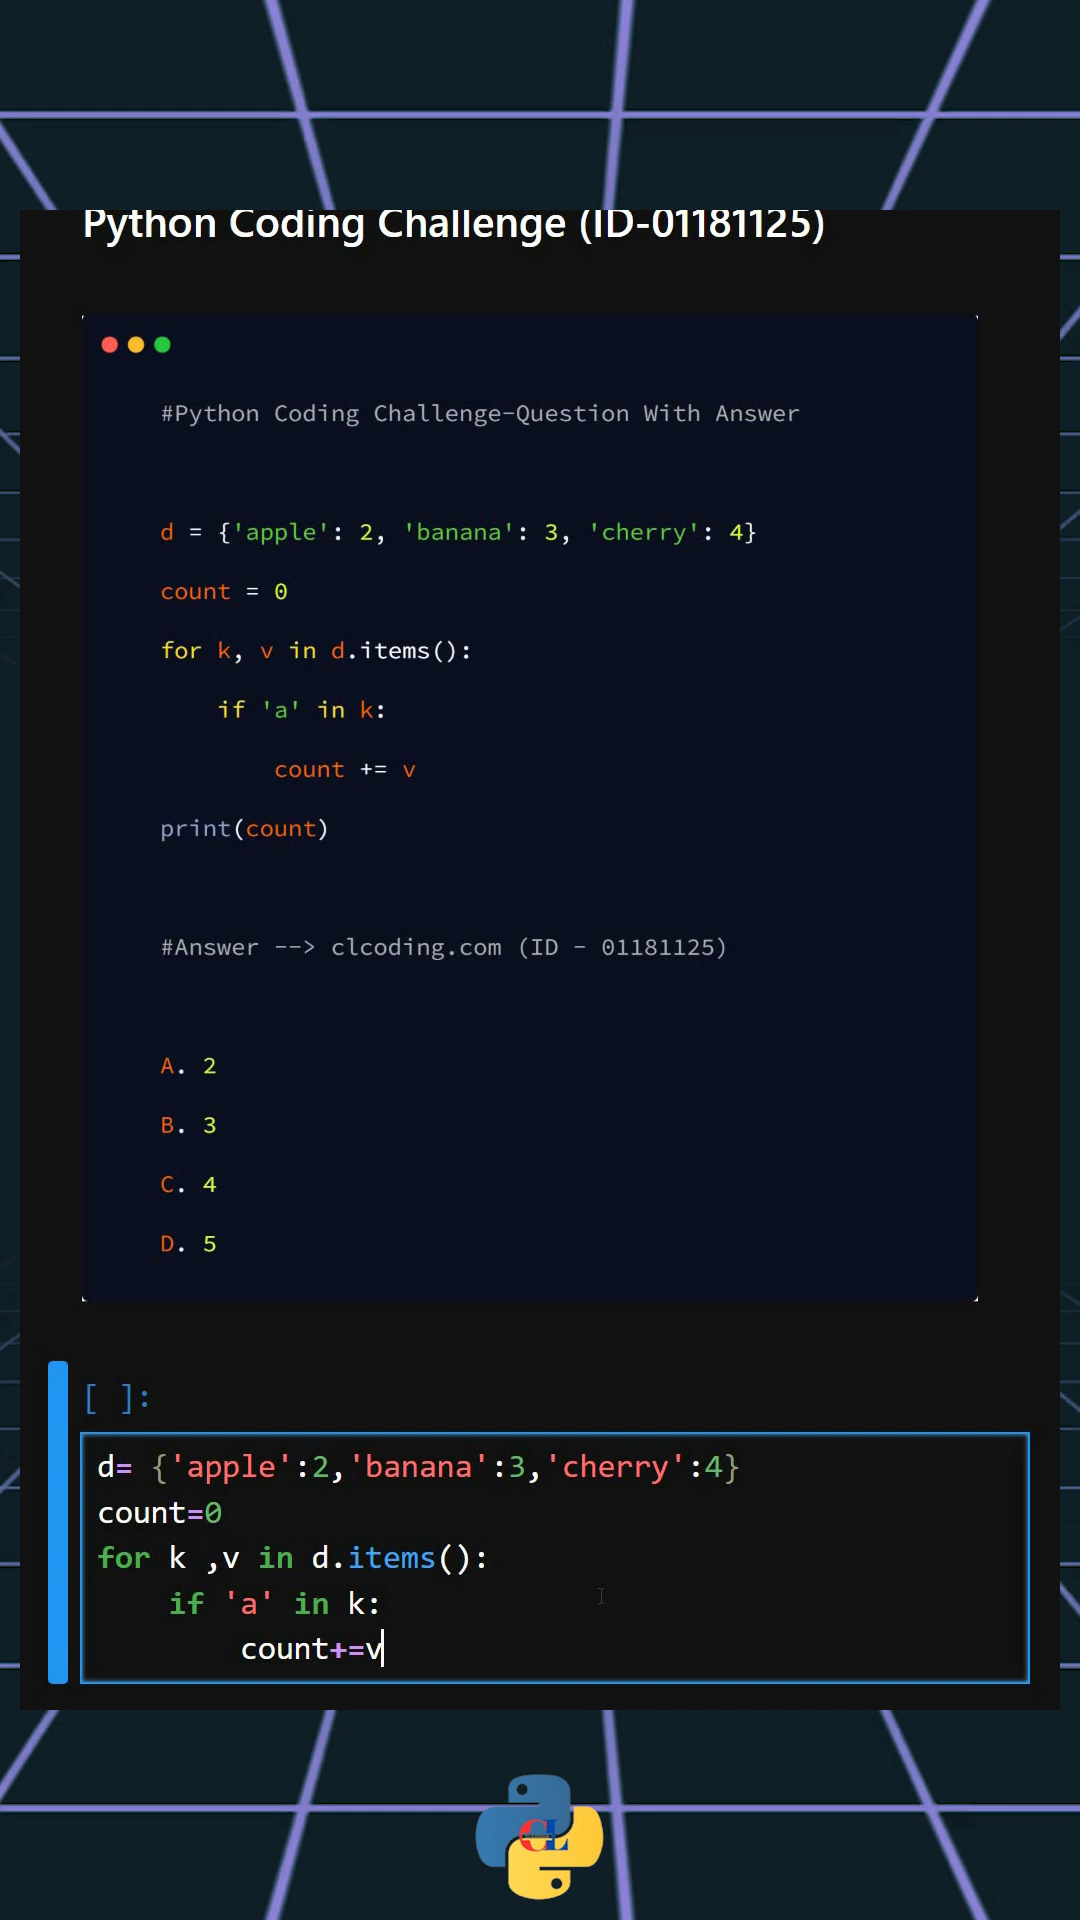 Python Coding Challenge (ID-01181125)
#Python Coding Challenge-Question With Answer
d = {'apple': 2, 'banana': 3, 'cherry': 4}
count = 0
for k, v in d.items():
    if 'a' in k:
        count += v
print(count)
#Answer --> clcoding.com (ID - 01181125)
A. 2
B. 3
C. 4
D. 5
[ ]:
d= {'apple':2,'banana':3,'cherry':4}
count=0
for k ,v in d.items():
    if 'a' in k:
        count+=v
CL